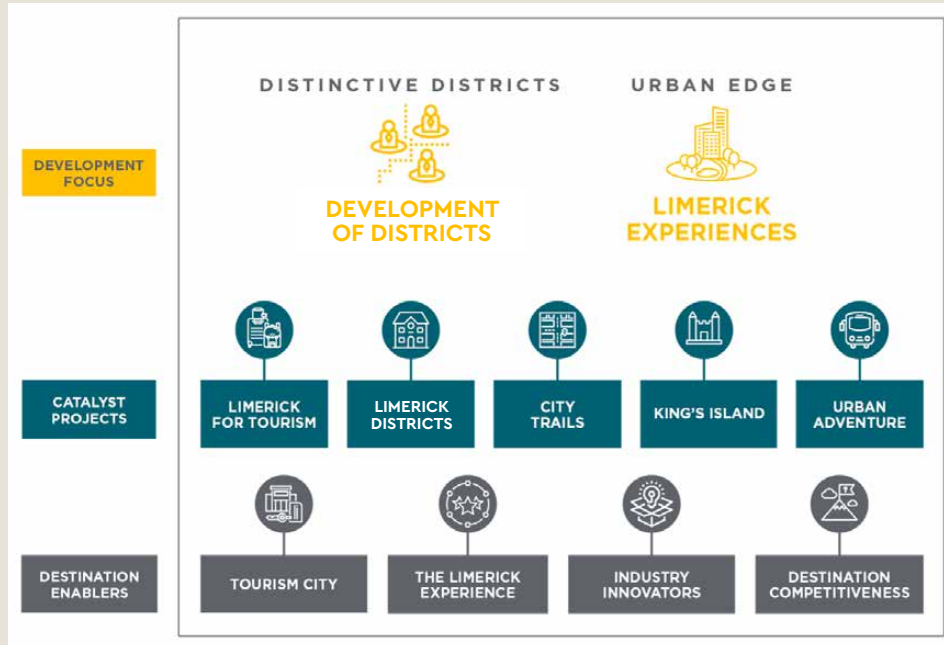 DISTINCTIVE DISTRICTS
URBAN EDGE
DEVELOPMENT
FOCUS
DEVELOPMENT
OF DISTRICTS
LIMERICK
EXPERIENCES
CATALYST
PROJECTS
LIMERICK
FOR TOURISM
LIMERICK
DISTRICTS
CITY
TRAILS
KING'S ISLAND
URBAN
ADVENTURE
DESTINATION
ENABLERS
TOURISM CITY
THE LIMERICK
EXPERIENCE
INDUSTRY
INNOVATORS
DESTINATION
COMPETITIVENESS